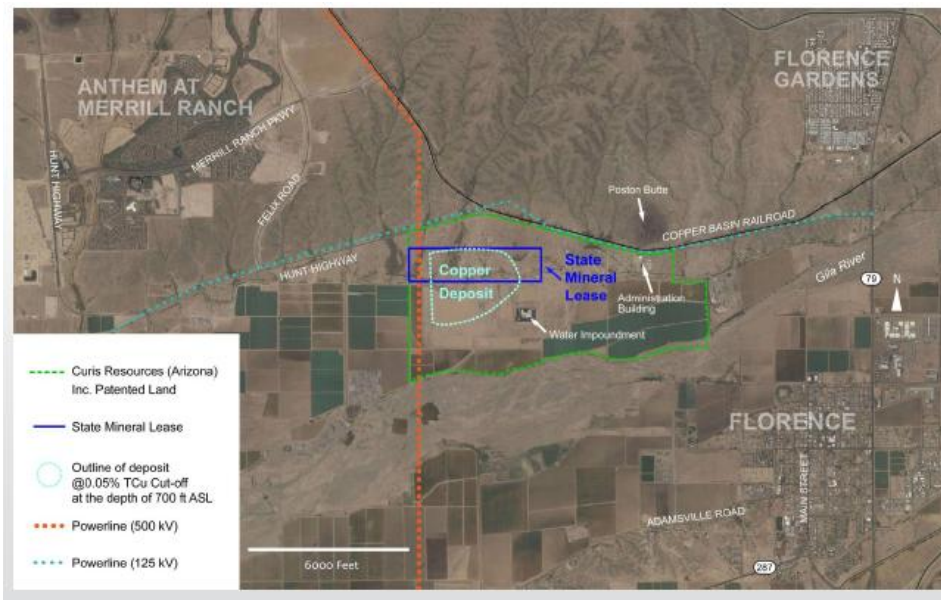 ANTHEM AT
MERRILL RANCH
FLORENCE
GARDENS
MERRILL RANCH PKWY
HUNT HIGHWAY
FELIX ROAD
Poston Butte
COPPER BASIN RAILROAD
HUNT HIGHWAY
Copper
Deposit
State
Mineral
Lease
Gila River
79
N
Administration
Building
Water Impoundment
Curis Resources (Arizona)
Inc. Patented Land
State Mineral Lease
Outline of deposit
@0.05% TCu Cut-off
at the depth of 700 ft ASL
Powerline (500 kV)
Powerline (125 kV)
FLORENCE
MAIN STREET
ADAMSVILLE ROAD
6000 Feet
287